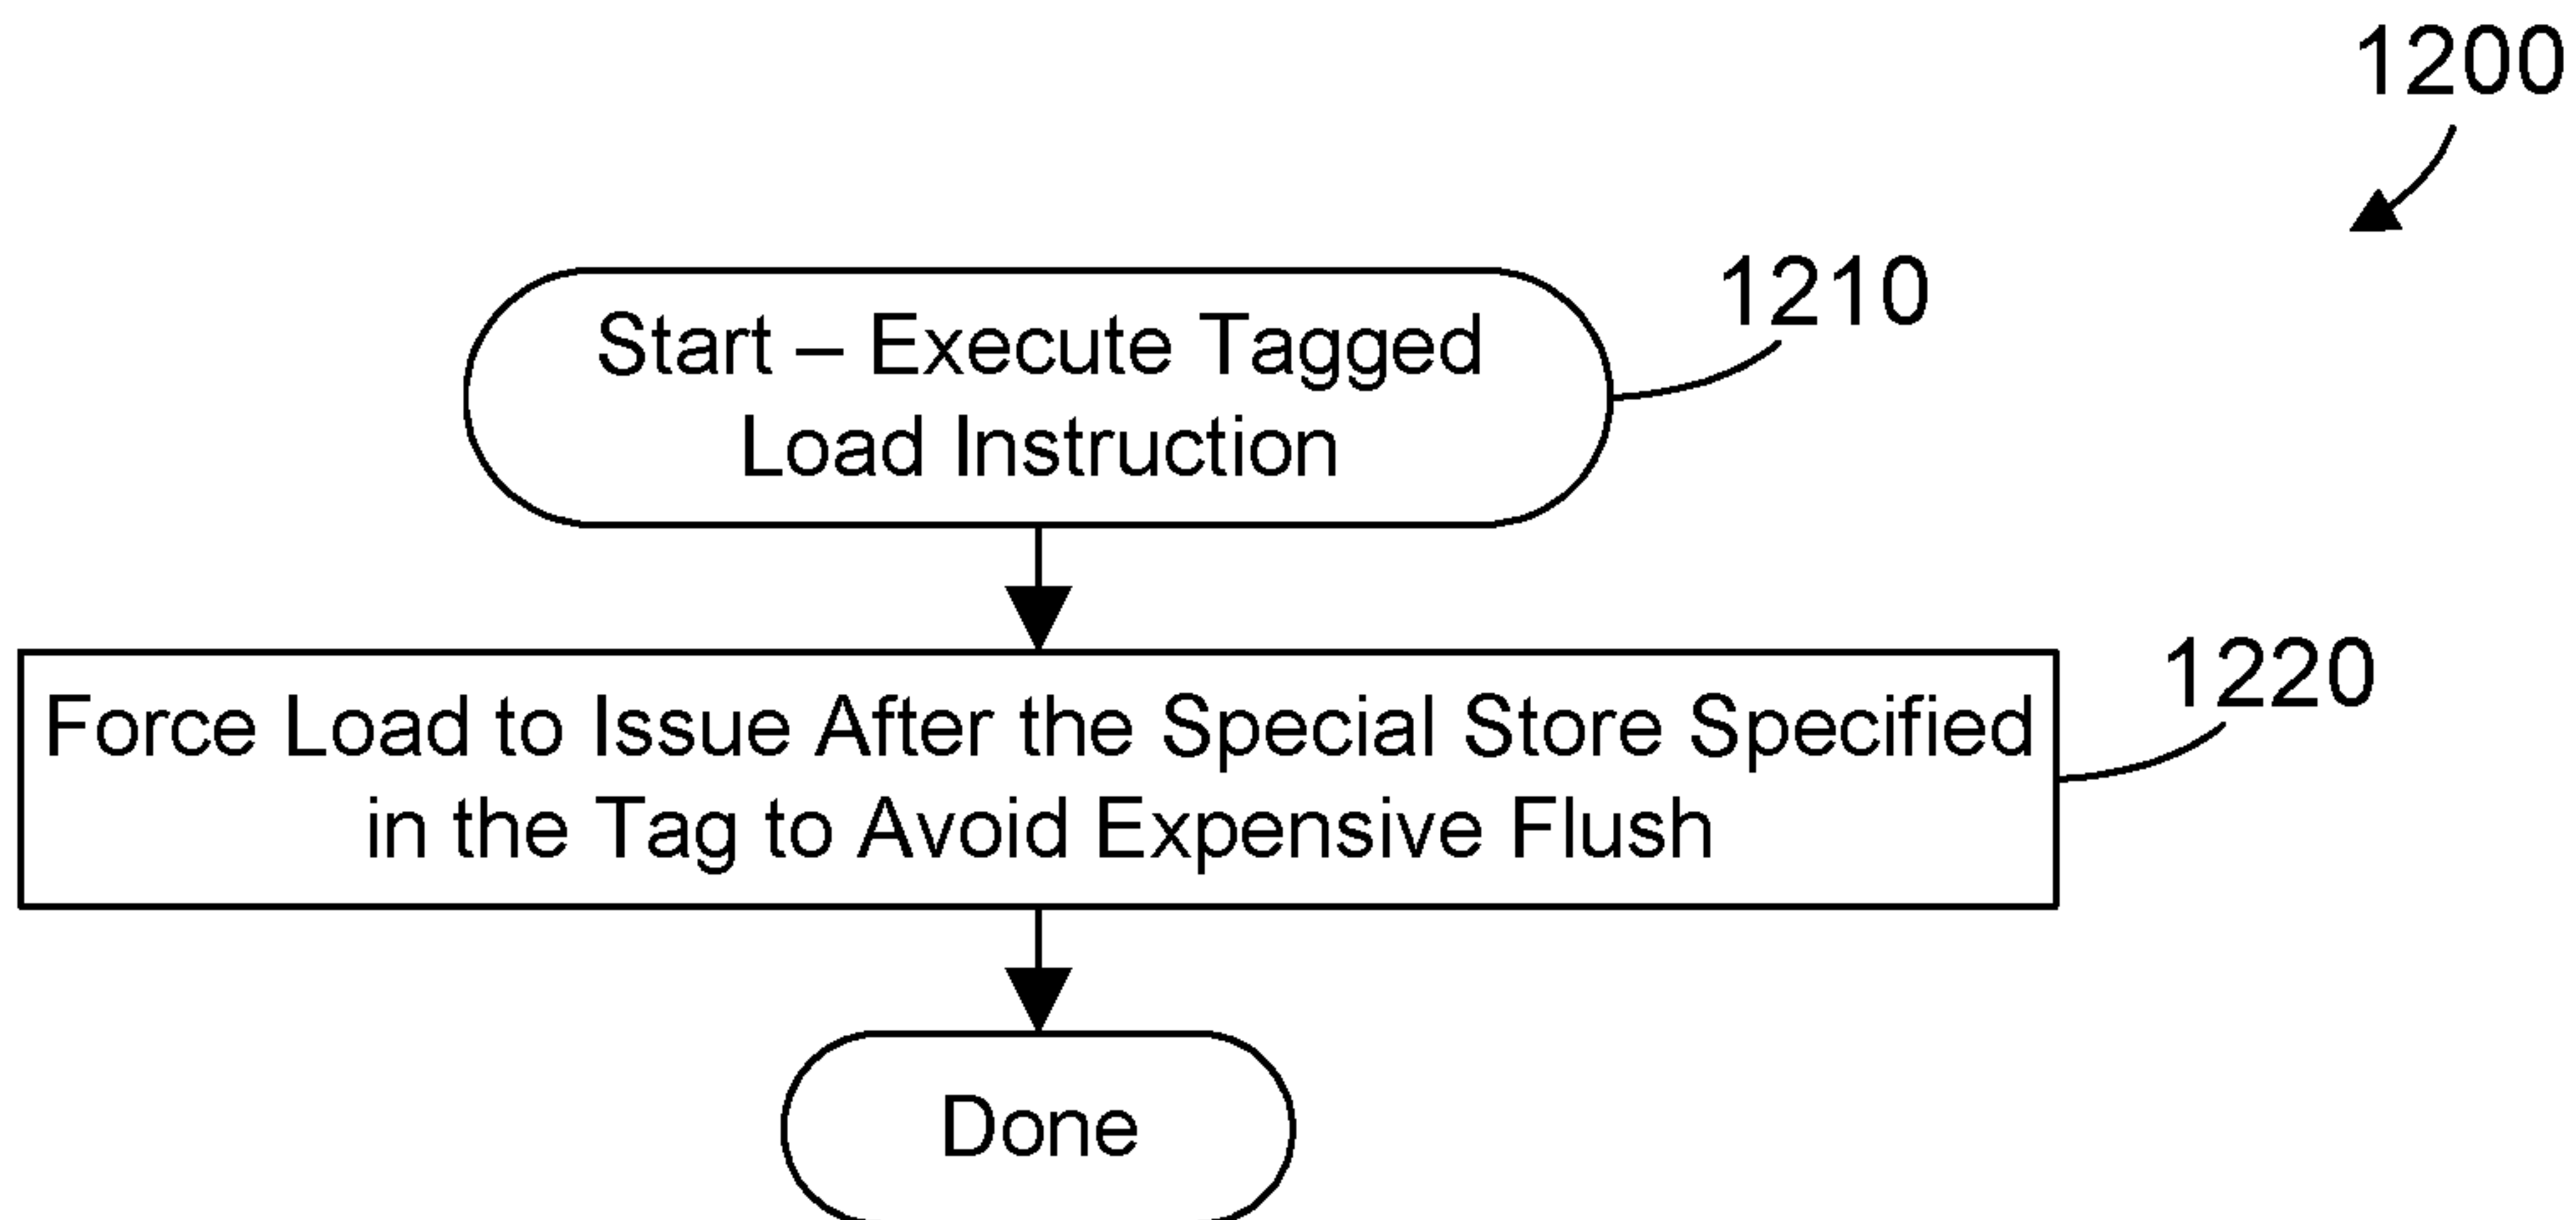 1200
1210
Start – Execute Tagged
Load Instruction
1220
Force Load to Issue After the Special Store Specified
in the Tag to Avoid Expensive Flush
Done